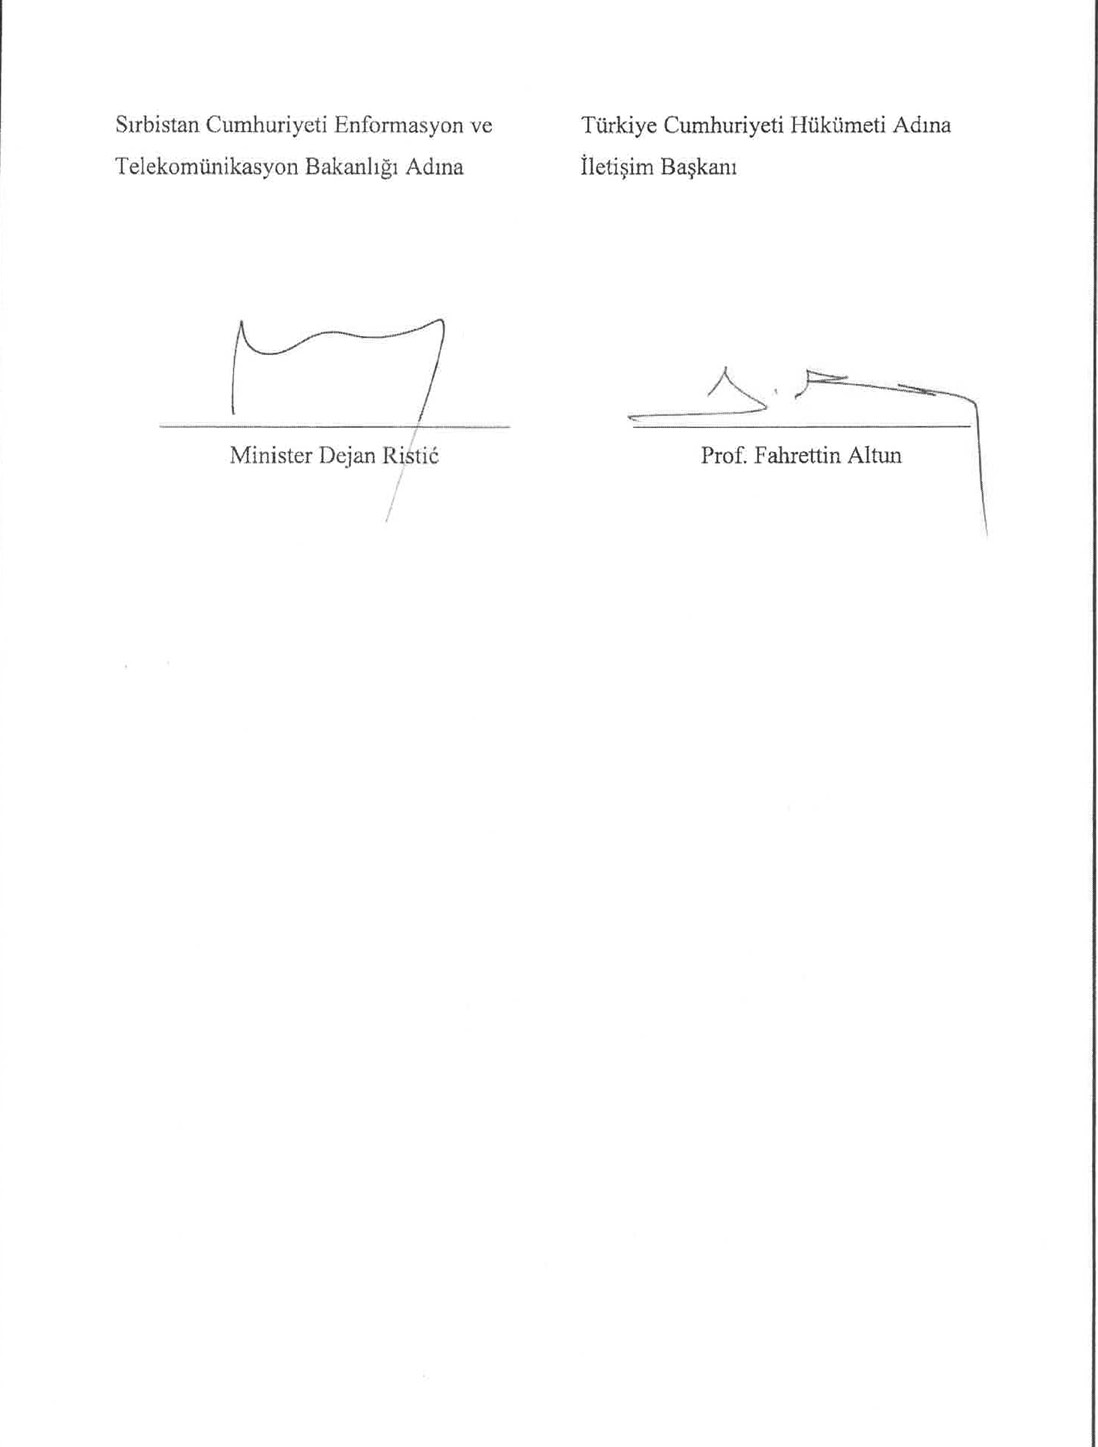 Sırbistan Cumhuriyeti Enformasyon ve
Telekomünikasyon Bakanlığı Adına
Minister Dejan Ristić
Türkiye Cumhuriyeti Hükümeti Adına
İletişim Başkanı
Prof. Fahrettin Altun